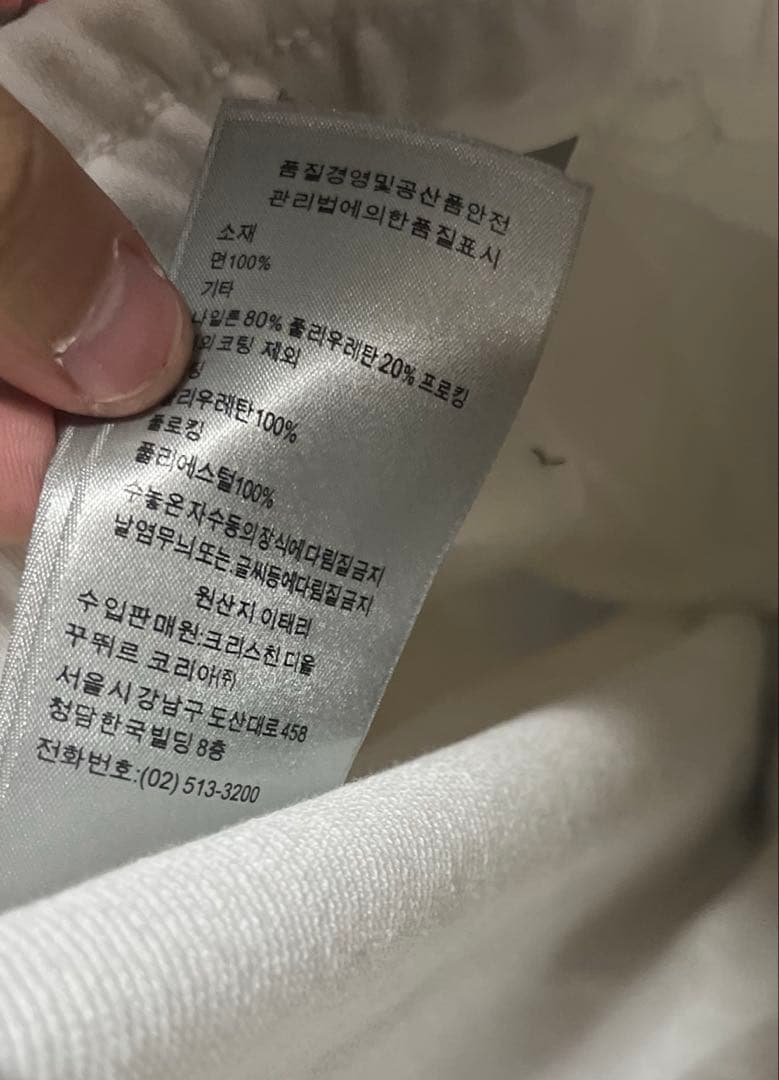 품질경영및공산품안전
관리법에의한품질표시
소재
면100%
기타
나일론 80% 폴리우레탄 20% 프로킹
코팅 제외
리우레탄100%
플로킹
폴리에스털100%
수놓은 자수등의장식에다림질금지
날염무늬또는.글씨등에다림질금지
원산지 이태리
수입판매원:크리스찬디올
꾸뛰르 코리아(주)
서울시 강남구 도산대로 458
청담한국빌딩 8층
전화번호:(02) 513-3200